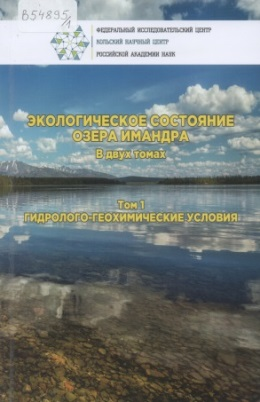 В54895
ФЕДЕРАЛЬНЫЙ ИССЛЕДОВАТЕЛЬСКИЙ ЦЕНТР
КОЛЬСКИЙ НАУЧНЫЙ ЦЕНТР
РОССИЙСКОЙ АКАДЕМИИ НАУК
ЭКОЛОГИЧЕСКОЕ СОСТОЯНИЕ
ОЗЕРА ИМАНДРА
В двух томах
Том 1
ГИДРОЛОГО-ГЕОХИМИЧЕСКИЕ УСЛОВИЯ